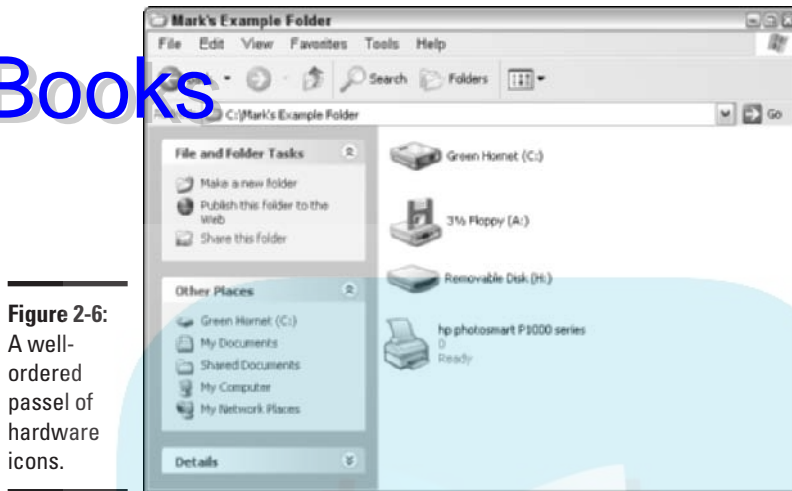 Mark's Example Folder
File Edit View Favorites Tools Help
Books
Search Folders
C:\Mark's Example Folder
Go
File and Folder Tasks
Make a new folder
Publish this folder to the
Web
Share this folder
Other Places
Green Hornet (C:)
My Documents
Shared Documents
My Computer
My Network Places
Details
Green Hornet (C:)
3½ Floppy (A:)
Removable Disk (H:)
hp photosmart P1000 series
0
Ready
Figure 2-6:
A well-
ordered
passel of
hardware
icons.